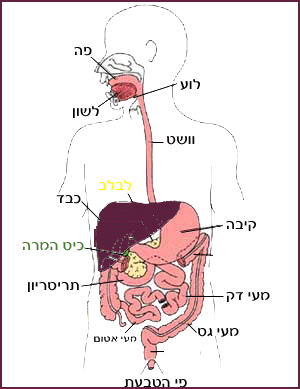 פה
לוע
לשון
וושט
לבלב
כבד
קיבה
כיס המרה
תריסריון
מעי דק
מעי גס
מעי אטום
פי הטבעת